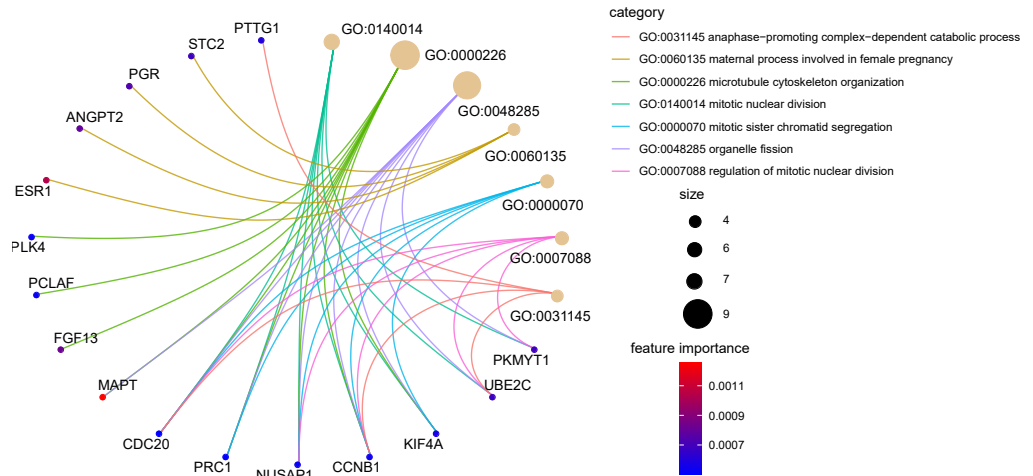 PTTG1
GO:0140014
STC2
GO:0000226
PGR
GO:0048285
ANGPT2
GO:0060135
ESR1
GO:0000070
PLK4
GO:0007088
PCLAF
GO:0031145
FGF13
PKMYT1
MAPT
UBE2C
CDC20
KIF4A
PRC1
CCNB1
NUSAP1
category
GO:0031145 anaphase−promoting complex−dependent catabolic process
GO:0060135 maternal process involved in female pregnancy
GO:0000226 microtubule cytoskeleton organization
GO:0140014 mitotic nuclear division
GO:0000070 mitotic sister chromatid segregation
GO:0048285 organelle fission
GO:0007088 regulation of mitotic nuclear division
size
4
6
7
9
feature importance
0.0011
0.0009
0.0007